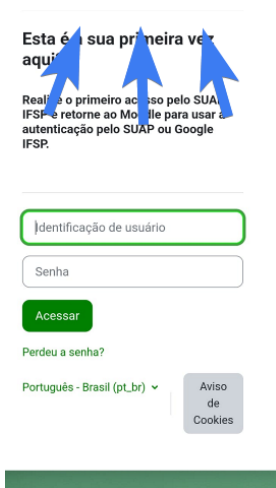 Esta é a sua primeira vez
aqui?
Realize o primeiro acesso pelo SUAP
IFSP e retorne ao Moodle para usar a
autenticação pelo SUAP ou Google
IFSP.
Identificação de usuário
Senha
Acessar
Perdeu a senha?
Português - Brasil (pt_br)
Aviso
de
Cookies